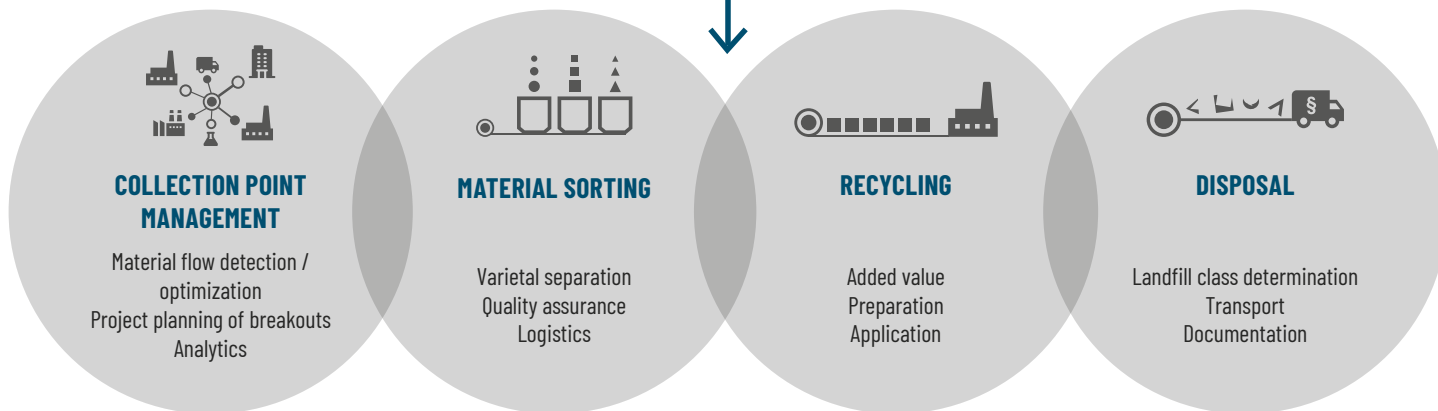 COLLECTION POINT
MANAGEMENT
Material flow detection /
optimization
Project planning of breakouts
Analytics
MATERIAL SORTING
Varietal separation
Quality assurance
Logistics
RECYCLING
Added value
Preparation
Application
§
DISPOSAL
Landfill class determination
Transport
Documentation